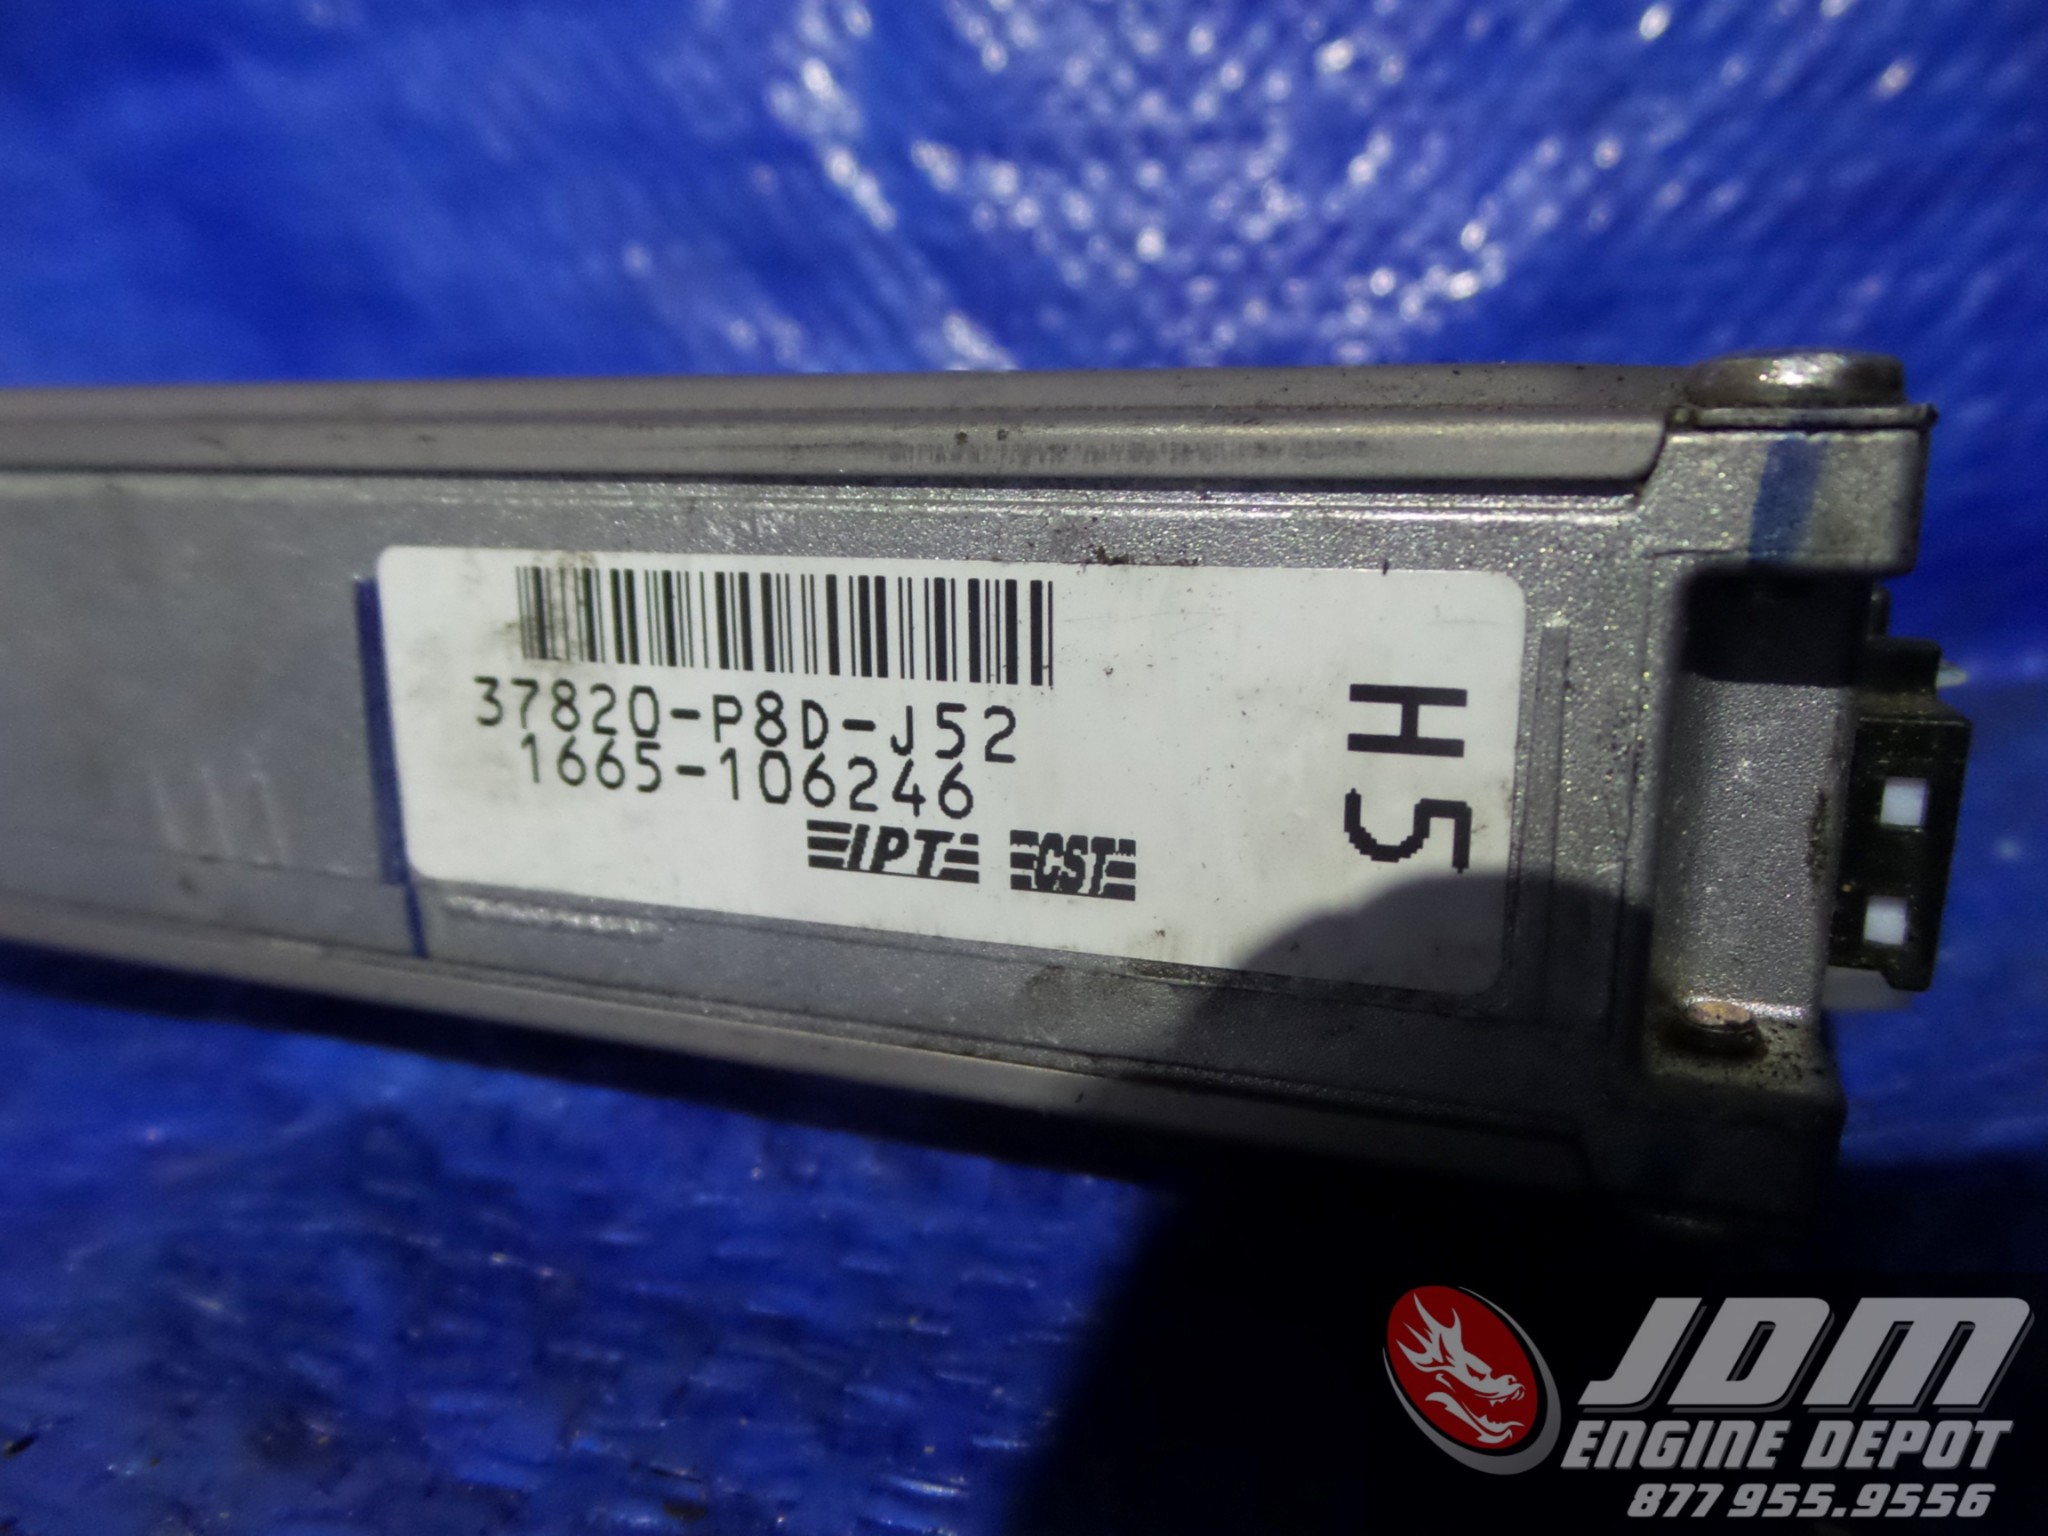 37820-P8D-J52
1665-106246
IPT CST
H5
JDM
ENGINE DEPOT
877 955.9556